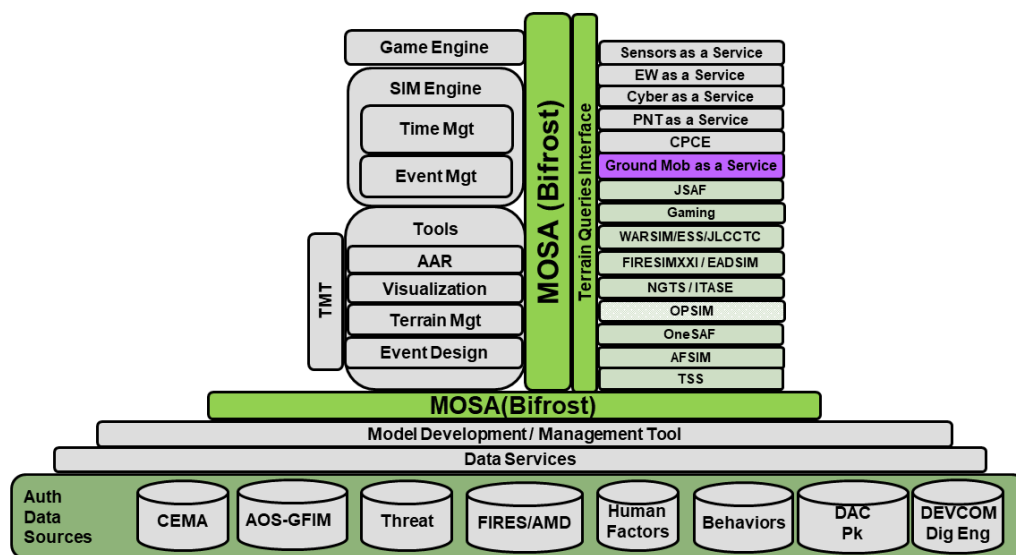 Game Engine
SIM Engine
Time Mgt
Event Mgt
Tools
AAR
Visualization
Terrain Mgt
Event Design
TMT
MOSA (Bifrost)
Terrain Queries Interface
Sensors as a Service
EW as a Service
Cyber as a Service
PNT as a Service
CPCE
Ground Mob as a Service
JSAF
Gaming
WARSIM/ESS/JLCCTC
FIRESIMXXI / EADSIM
NGTS / ITASE
OPSIM
OneSAF
AFSIM
TSS
MOSA(Bifrost)
Model Development / Management Tool
Data Services
Auth
Data
Sources
CEMA
AOS-GFIM
Threat
FIRES/AMD
Human
Factors
Behaviors
DAC
Pk
DEVCOM
Dig Eng